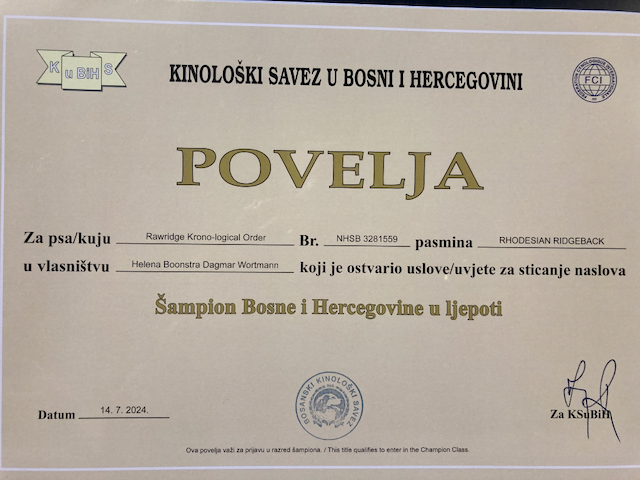 K u BiH S
KINOLOŠKI SAVEZ U BOSNI I HERCEGOVINI
FCI
POVELJA
Za psa/kuju Rawridge Krono-logical Order Br. NHSB 3281559 pasmina RHODESIAN RIDGEBACK
u vlasništvu Helena Boonstra Dagmar Wortmann koji je ostvario uslove/uvjete za sticanje naslova
Šampion Bosne i Hercegovine u ljepoti
BOSANSKI KINOLOŠKI SAVEZ
Datum 14. 7. 2024.
Za KSuBiH
Ova povelja važi za prijavu u razred šampiona. / This title qualifies to enter in the Champion Class.